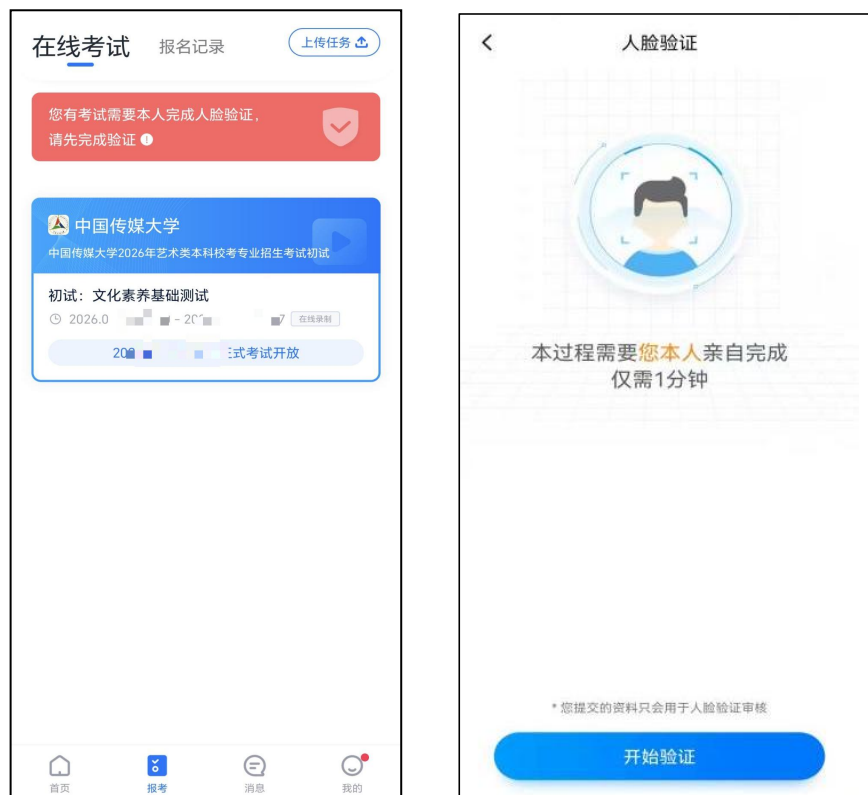 在线考试 报名记录 上传任务
您有考试需要本人完成人脸验证，
请先完成验证
中国传媒大学
中国传媒大学2026年艺术类本科校考专业招生考试初试
初试：文化素养基础测试
2026.0 - 20 7 在线录制
20 式考试开放
首页 报考 消息 我的
人脸验证
本过程需要您本人亲自完成
仅需1分钟
*您提交的资料只会用于人脸验证审核
开始验证